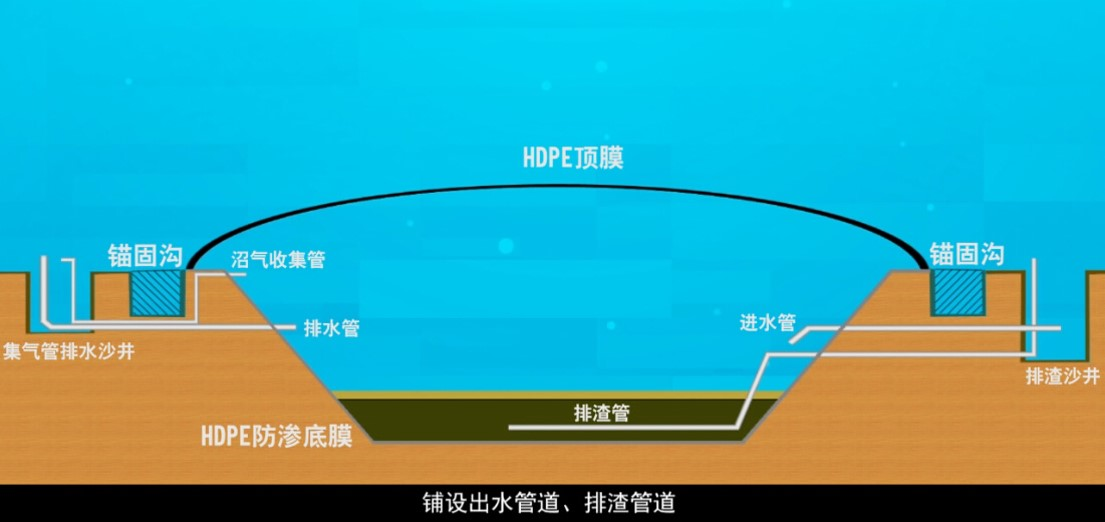 HDPE顶膜
锚固沟
沼气收集管
锚固沟
排水管
进水管
集气管排水沙井
排渣沙井
排渣管
HDPE防渗底膜
铺设出水管道、排渣管道